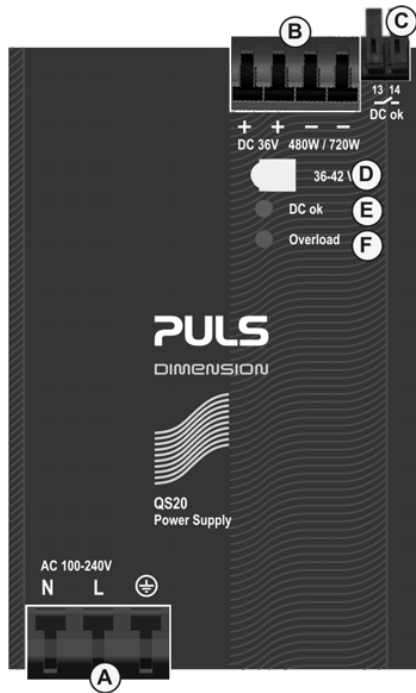 B
C
13 14
DC ok
+ + – –
DC 36V 480W / 720W
36-42 V
D
DC ok
E
Overload
F
PULS
DIMENSION
QS20
Power Supply
AC 100-240V
N L
A